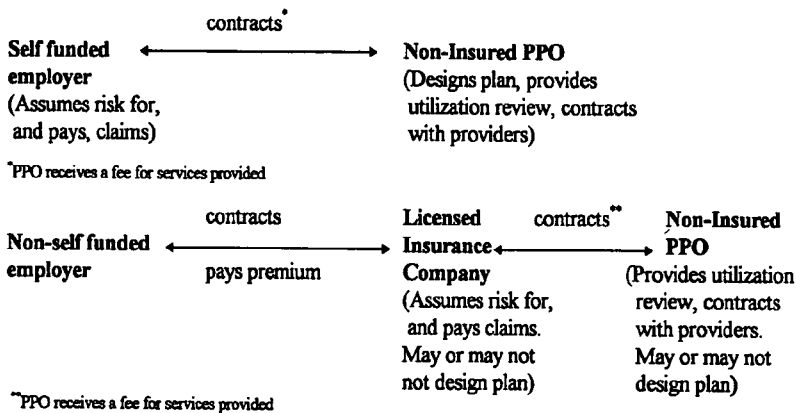 contracts*
Self funded
employer
(Assumes risk for,
and pays, claims)
Non-Insured PPO
(Designs plan, provides
utilization review, contracts
with providers)
*PPO receives a fee for services provided
Non-self funded
employer
contracts
pays premium
Licensed
Insurance
Company
(Assumes risk for,
and pays claims.
May or may not
not design plan)
contracts**
Non-Insured
PPO
(Provides utilization
review, contracts
with providers.
May or may not
design plan)
**PPO receives a fee for services provided